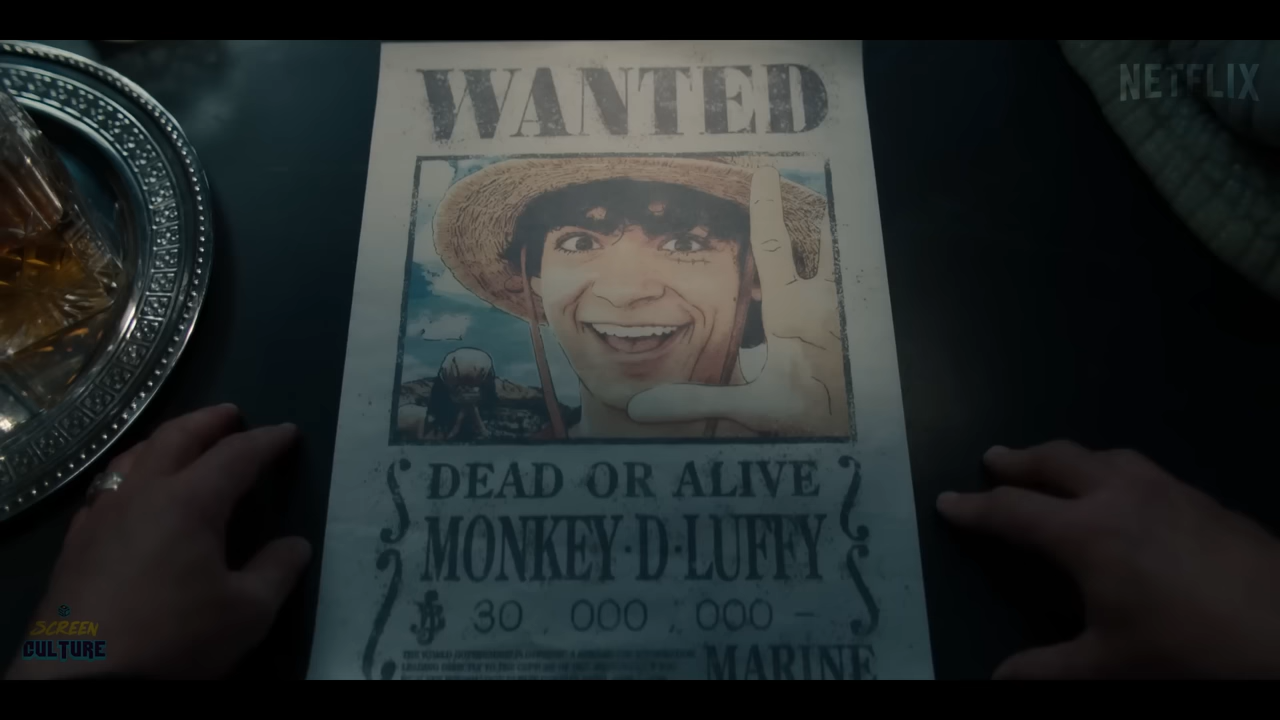 WANTED
NETFLIX
DEAD OR ALIVE
MONKEY·D·LUFFY
30 000 000 -
MARINE
SCREEN
CULTURE